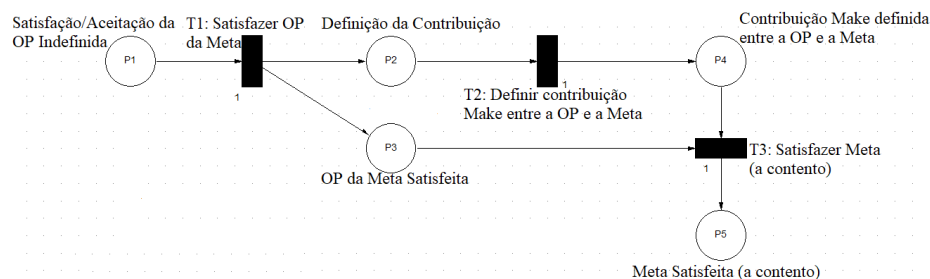 Satisfação/Aceitação da
OP Indefinida
T1: Satisfazer OP
da Meta
Definição da Contribuição
Contribuição Make definida
entre a OP e a Meta
P1
P2
P4
1
1
T2: Definir contribuição
Make entre a OP e a Meta
P3
OP da Meta Satisfeita
T3: Satisfazer Meta
(a contento)
1
P5
Meta Satisfeita (a contento)